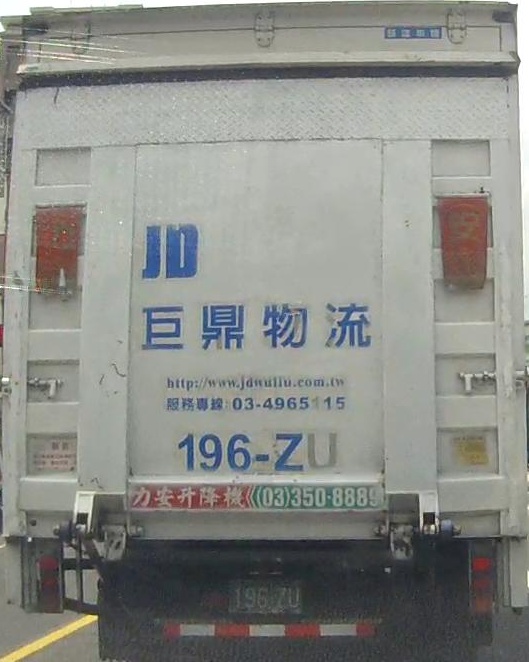 JD
巨鼎物流
http://www.jdwuliu.com.tw
服務專線:03-4965115
196-ZU
力安升降機 (03)350-8889
196-ZU